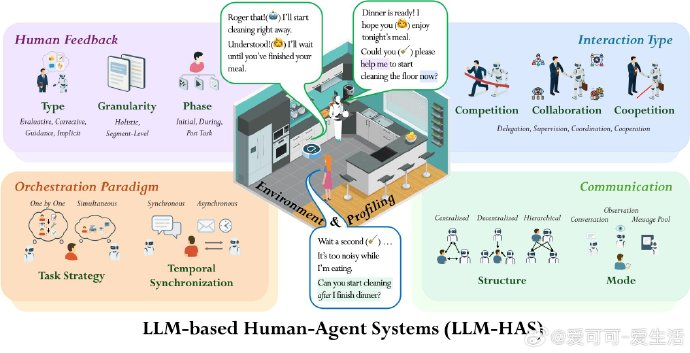 Human Feedback
Type
Evaluative, Corrective,
Guidance, Implicit
Granularity
Holistic,
Segment-Level
Phase
Initial, During,
Post Task
Roger that!( ) I'll start
cleaning right away.
Understood!( ) I'll wait
until you've finished your
meal.
Dinner is ready! I
hope you ( ) enjoy
tonight's meal.
Could you ( ) please
help me to start
cleaning the floor now?
Interaction Type
Competition
Collaboration
Coopetition
Delegation, Supervision, Coordination, Cooperation
Environment & Profiling
Orchestration Paradigm
One by One
Simultaneous
Task Strategy
Synchronous
Asynchronous
Temporal
Synchronization
Wait a second ( ) …
It's too noisy while
I'm eating.
Can you start cleaning
after I finish dinner?
Communication
Centralized
Decentralized
Hierarchical
Structure
Conversation
Observation
Message Pool
Mode
LLM-based Human-Agent Systems (LLM-HAS)
@爱可可-爱生活